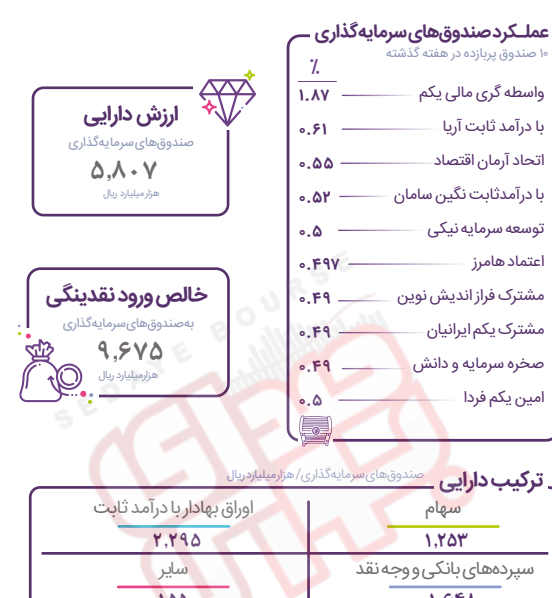 عملکرد صندوق‌های سرمایه‌گذاری
۱۰ صندوق پربازده در هفته گذشته
٪
واسطه گری مالی یکم ۱.۸۷
با درآمد ثابت آریا ۰.۶۱
اتحاد آرمان اقتصاد ۰.۵۵
با درآمدثابت نگین سامان ۰.۵۲
توسعه سرمایه نیکی ۰.۵
اعتماد هامرز ۰.۴۹۷
مشترک فراز اندیش نوین ۰.۴۹
مشترک یکم ایرانیان ۰.۴۹
صخره سرمایه و دانش ۰.۴۹
امین یکم فردا ۰.۵
ارزش دارایی
صندوق‌های سرمایه‌گذاری
۵,۸۰۷
هزار میلیارد ریال
خالص ورود نقدینگی
به‌صندوق‌های‌سرمایه‌گذاری
۹,۶۷۵
هزارمیلیارد ریال
SEDAYE BOURSE
ترکیب دارایی صندوق‌های سرمایه‌گذاری/ هزارمیلیاردریال
سهام
۱,۲۵۳
اوراق بهادار با درآمد ثابت
۲,۲۹۵
سپرده‌های بانکی و وجه نقد
سایر